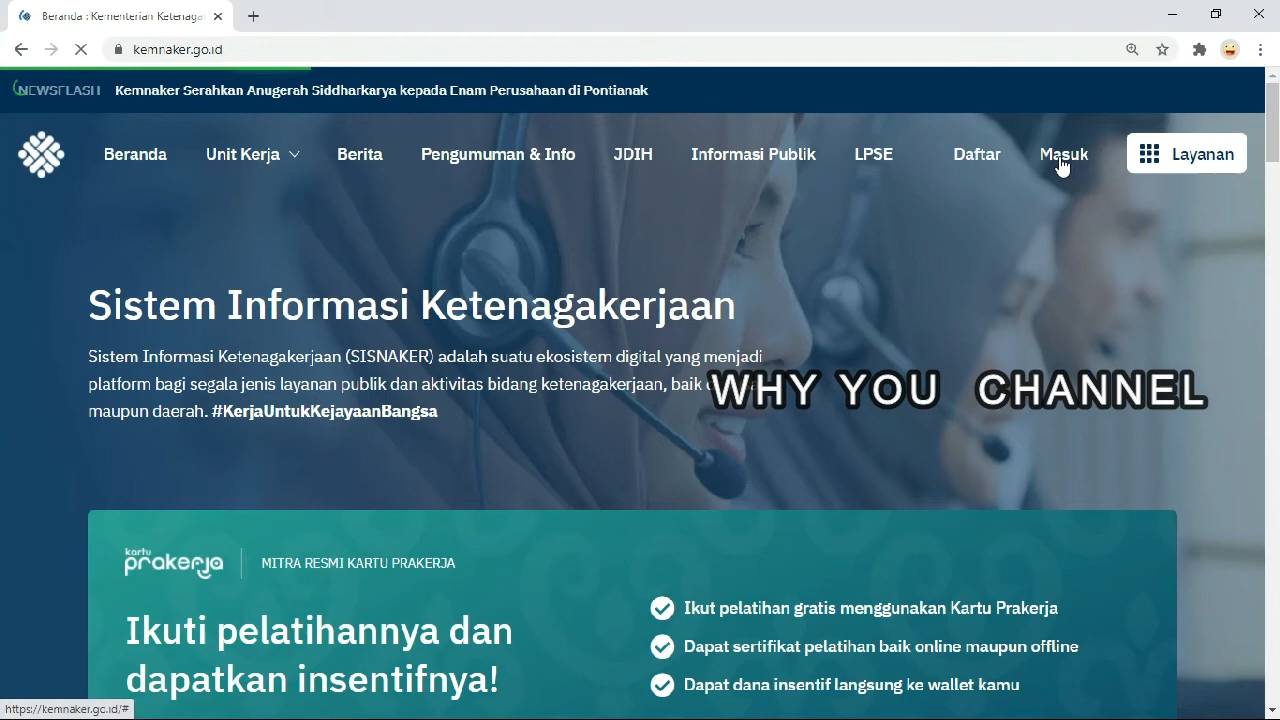 Beranda : Kementerian Ketenaga
kemnaker.go.id
NEWSFLASH Kemnaker Serahkan Anugerah Siddharkarya kepada Enam Perusahaan di Pontianak
Beranda Unit Kerja Berita Pengumuman & Info JDIH Informasi Publik LPSE Daftar Masuk Layanan
Sistem Informasi Ketenagakerjaan
Sistem Informasi Ketenagakerjaan (SISNAKER) adalah suatu ekosistem digital yang menjadi
platform bagi segala jenis layanan publik dan aktivitas bidang ketenagakerjaan, baik
maupun daerah. #KerjaUntukKejayaanBangsa
WHY YOU CHANNEL
kartu
prakerja MITRA RESMI KARTU PRAKERJA
Ikuti pelatihannya dan
dapatkan insentifnya!
Ikut pelatihan gratis menggunakan Kartu Prakerja
Dapat sertifikat pelatihan baik online maupun offline
Dapat dana insentif langsung ke wallet kamu
https://kemnaker.go.id/#